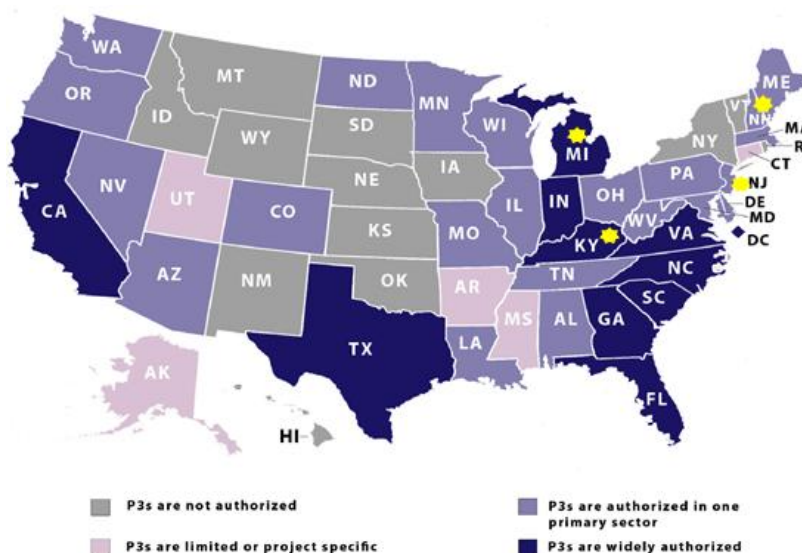 WA
MT
ND
MN
ME
VT
NH
OR
ID
SD
WI
MI
NY
MA
R
CT
WY
IA
PA
NJ
NV
NE
IL
IN
OH
DE
MD
UT
CO
WV
VA
DC
CA
KS
MO
KY
AZ
NM
OK
AR
TN
NC
SC
MS
AL
GA
TX
LA
AK
FL
HI
P3s are not authorized
P3s are authorized in one
primary sector
P3s are limited or project specific
P3s are widely authorized